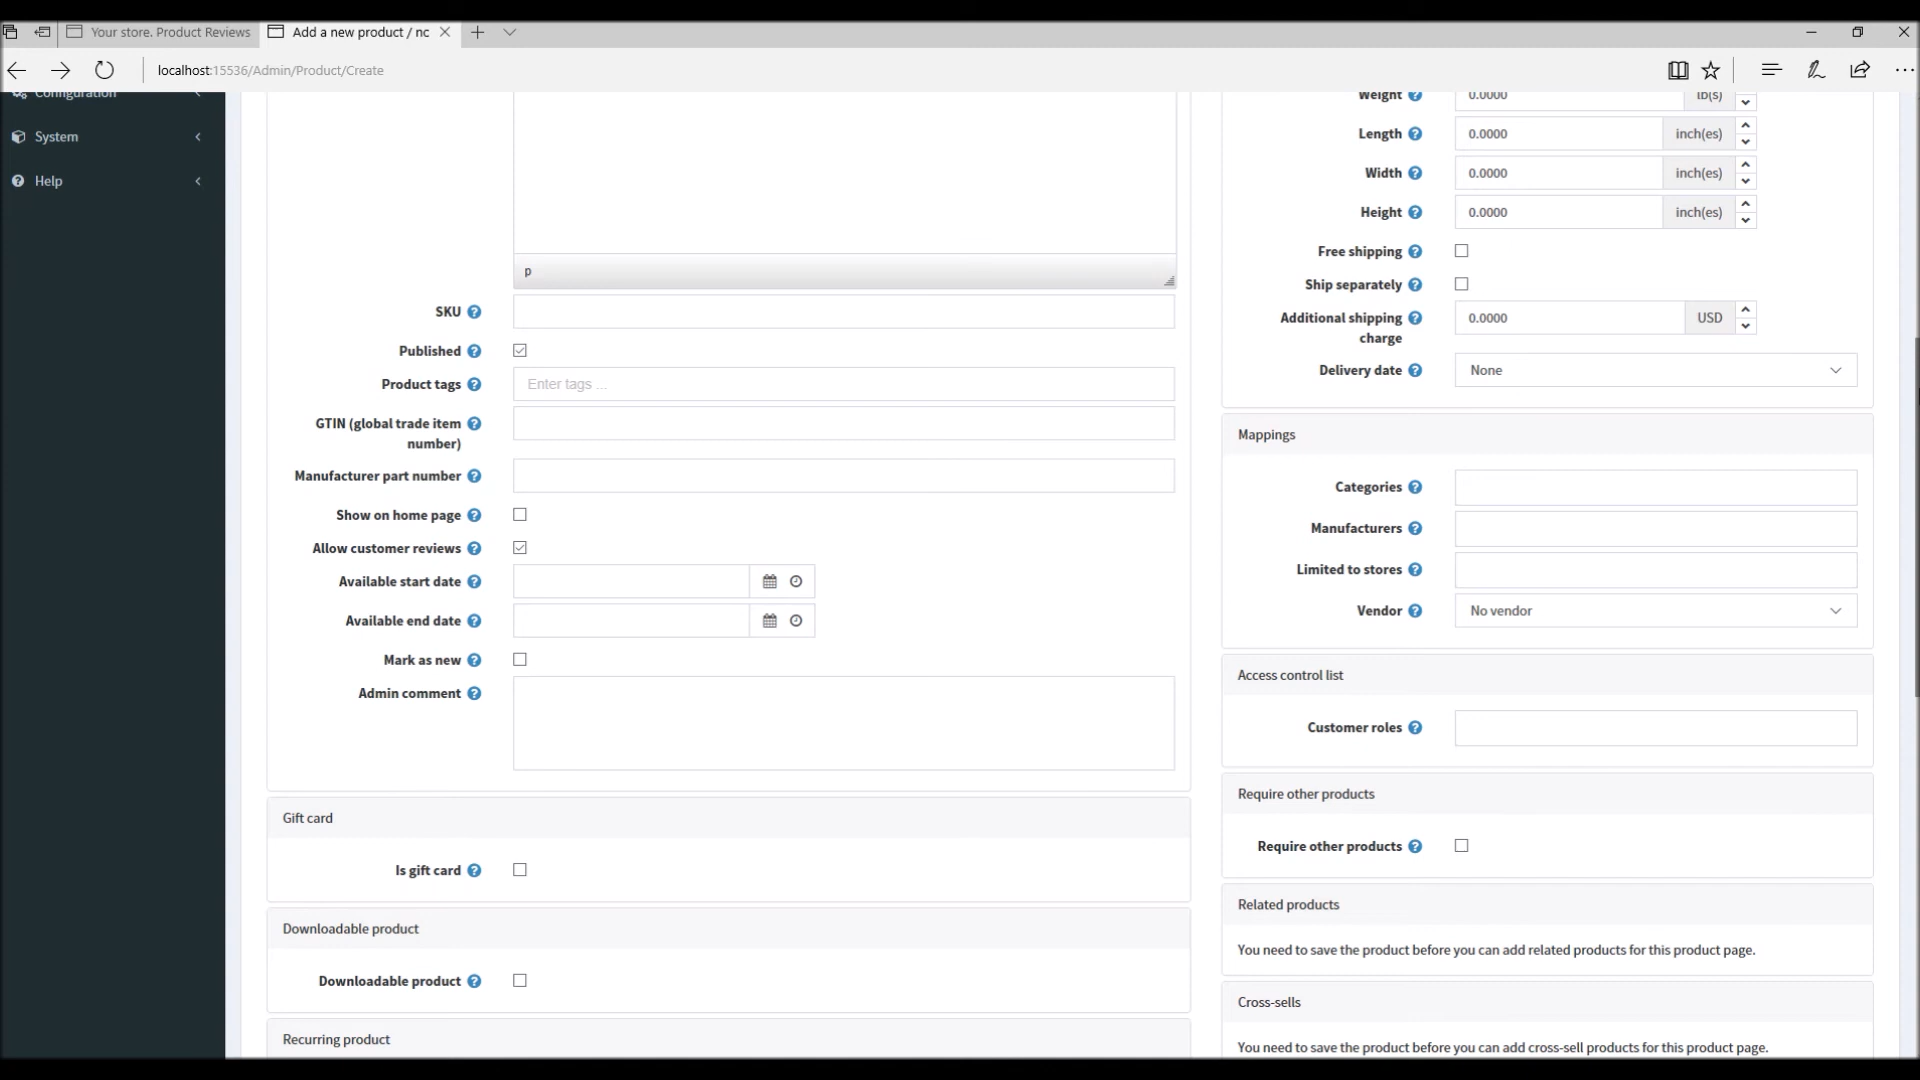 Your store. Product Reviews
Add a new product / nc
localhost:15536/Admin/Product/Create
Configuration
System
Help
p
SKU
Published
Product tags
Enter tags ...
GTIN (global trade item
number)
Manufacturer part number
Show on home page
Allow customer reviews
Available start date
Available end date
Mark as new
Admin comment
Gift card
Is gift card
Downloadable product
Downloadable product
Recurring product
Weight 0.0000 lb(s)
Length 0.0000 inch(es)
Width 0.0000 inch(es)
Height 0.0000 inch(es)
Free shipping
Ship separately
Additional shipping
charge
0.0000 USD
Delivery date None
Mappings
Categories
Manufacturers
Limited to stores
Vendor No vendor
Access control list
Customer roles
Require other products
Require other products
Related products
You need to save the product before you can add related products for this product page.
Cross-sells
You need to save the product before you can add cross-sell products for this product page.